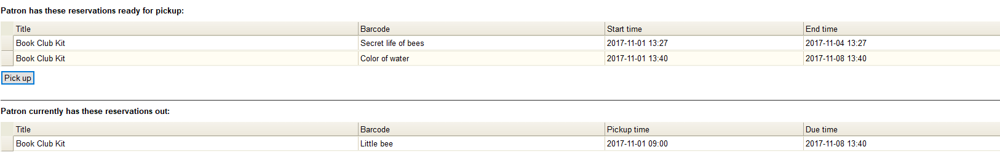 Patron has these reservations ready for pickup:
Title Barcode Start time End time
Book Club Kit Secret life of bees 2017-11-01 13:27 2017-11-04 13:27
Book Club Kit Color of water 2017-11-01 13:40 2017-11-08 13:40
Pick up
Patron currently has these reservations out:
Title Barcode Pickup time Due time
Book Club Kit Little bee 2017-11-01 09:00 2017-11-08 13:40